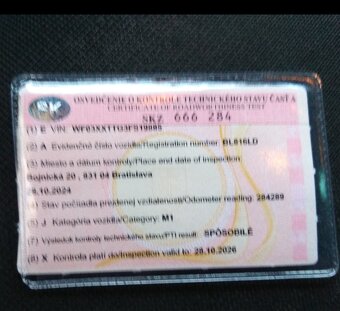 SK
OSVEDČENIE O KONTROLE TECHNICKÉHO STAVU ČASŤ A
CERTIFICATE OF ROADWORTHINESS TEST
SKZ 666 284
(1) E VIN:
(2) A Evidenčné číslo vozidla/Registration number: BL816LD
(3) Miesto a dátum kontroly/Place and date of inspection
Bojnická 20 , 831 04 Bratislava
28.10.2024
(4) Stav počítadla prejdenej vzdialenosti/Odometer reading: 284289
(5) J Kategória vozidla/Category: M1
(7) Výsledok kontroly technického stavu/PTI result: SPÔSOBILÉ
(8) X Kontrola platí do/Inspection valid to: 28.10.2026